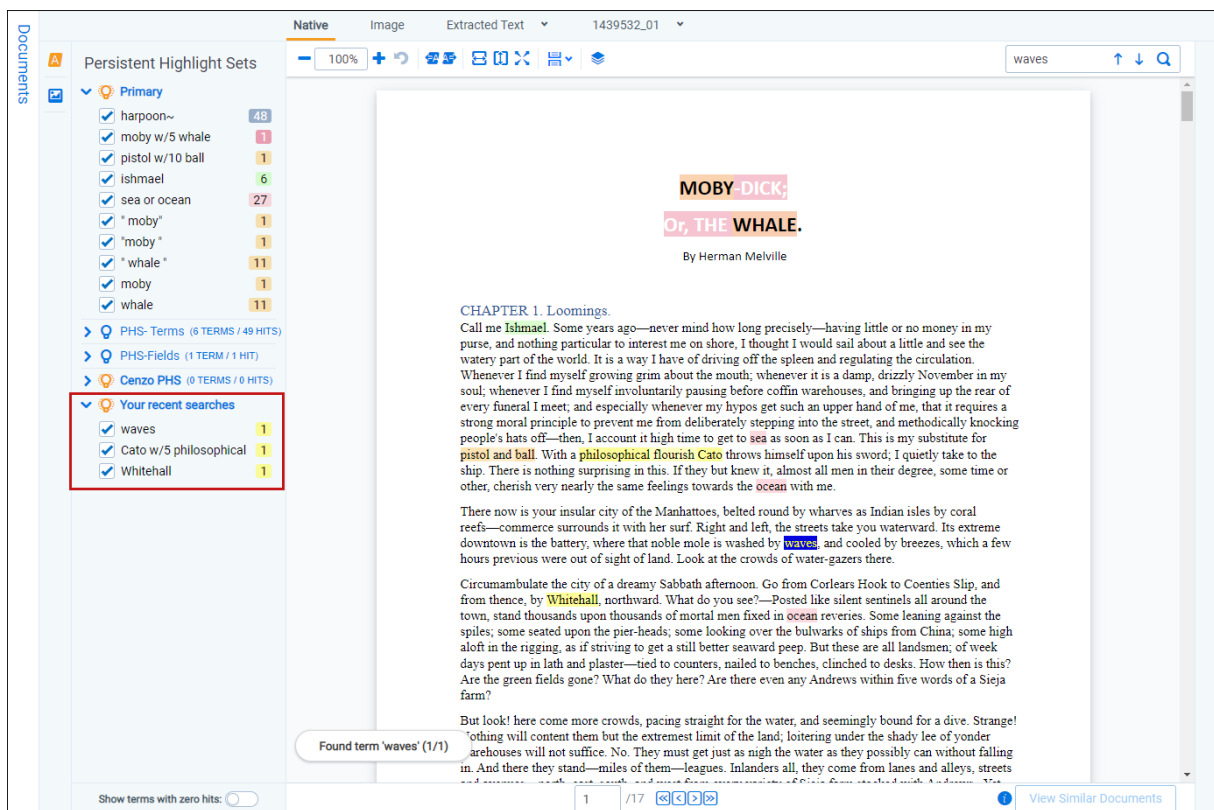 Documents
Native Image Extracted Text 1439532_01
100%
waves
Persistent Highlight Sets
Primary
harpoon~ 48
moby w/5 whale 1
pistol w/10 ball 1
ishmael 6
sea or ocean 27
" moby" 1
"moby " 1
" whale " 11
moby 1
whale 11
PHS- Terms (6 TERMS / 49 HITS)
PHS-Fields (1 TERM / 1 HIT)
Cenzo PHS (0 TERMS / 0 HITS)
Your recent searches
waves 1
Cato w/5 philosophical 1
Whitehall 1
Show terms with zero hits:
MOBY-DICK;
Or, THE WHALE.
By Herman Melville
CHAPTER 1. Loomings.
Call me Ishmael. Some years ago—never mind how long precisely—having little or no money in my
purse, and nothing particular to interest me on shore, I thought I would sail about a little and see the
watery part of the world. It is a way I have of driving off the spleen and regulating the circulation.
Whenever I find myself growing grim about the mouth; whenever it is a damp, drizzly November in my
soul; whenever I find myself involuntarily pausing before coffin warehouses, and bringing up the rear of
every funeral I meet; and especially whenever my hypos get such an upper hand of me, that it requires a
strong moral principle to prevent me from deliberately stepping into the street, and methodically knocking
people's hats off—then, I account it high time to get to sea as soon as I can. This is my substitute for
pistol and ball. With a philosophical flourish Cato throws himself upon his sword; I quietly take to the
ship. There is nothing surprising in this. If they but knew it, almost all men in their degree, some time or
other, cherish very nearly the same feelings towards the ocean with me.
There now is your insular city of the Manhattoes, belted round by wharves as Indian isles by coral
reefs—commerce surrounds it with her surf. Right and left, the streets take you waterward. Its extreme
downtown is the battery, where that noble mole is washed by waves, and cooled by breezes, which a few
hours previous were out of sight of land. Look at the crowds of water-gazers there.
Circumambulate the city of a dreamy Sabbath afternoon. Go from Corlears Hook to Coenties Slip, and
from thence, by Whitehall, northward. What do you see?—Posted like silent sentinels all around the
town, stand thousands upon thousands of mortal men fixed in ocean reveries. Some leaning against the
spiles; some seated upon the pier-heads; some looking over the bulwarks of ships from China; some high
aloft in the rigging, as if striving to get a still better seaward peep. But these are all landsmen; of week
days pent up in lath and plaster—tied to counters, nailed to benches, clinched to desks. How then is this?
Are the green fields gone? What do they here? Are there even any Andrews within five words of a Sieja
farm?
But look! here come more crowds, pacing straight for the water, and seemingly bound for a dive. Strange!
Nothing will content them but the extremest limit of the land; loitering under the shady lee of yonder
warehouses will not suffice. No. They must get just as nigh the water as they possibly can without falling
in. And there they stand—miles of them—leagues. Inlanders all, they come from lanes and alleys, streets
Found term 'waves' (1/1)
1 /17
View Similar Documents